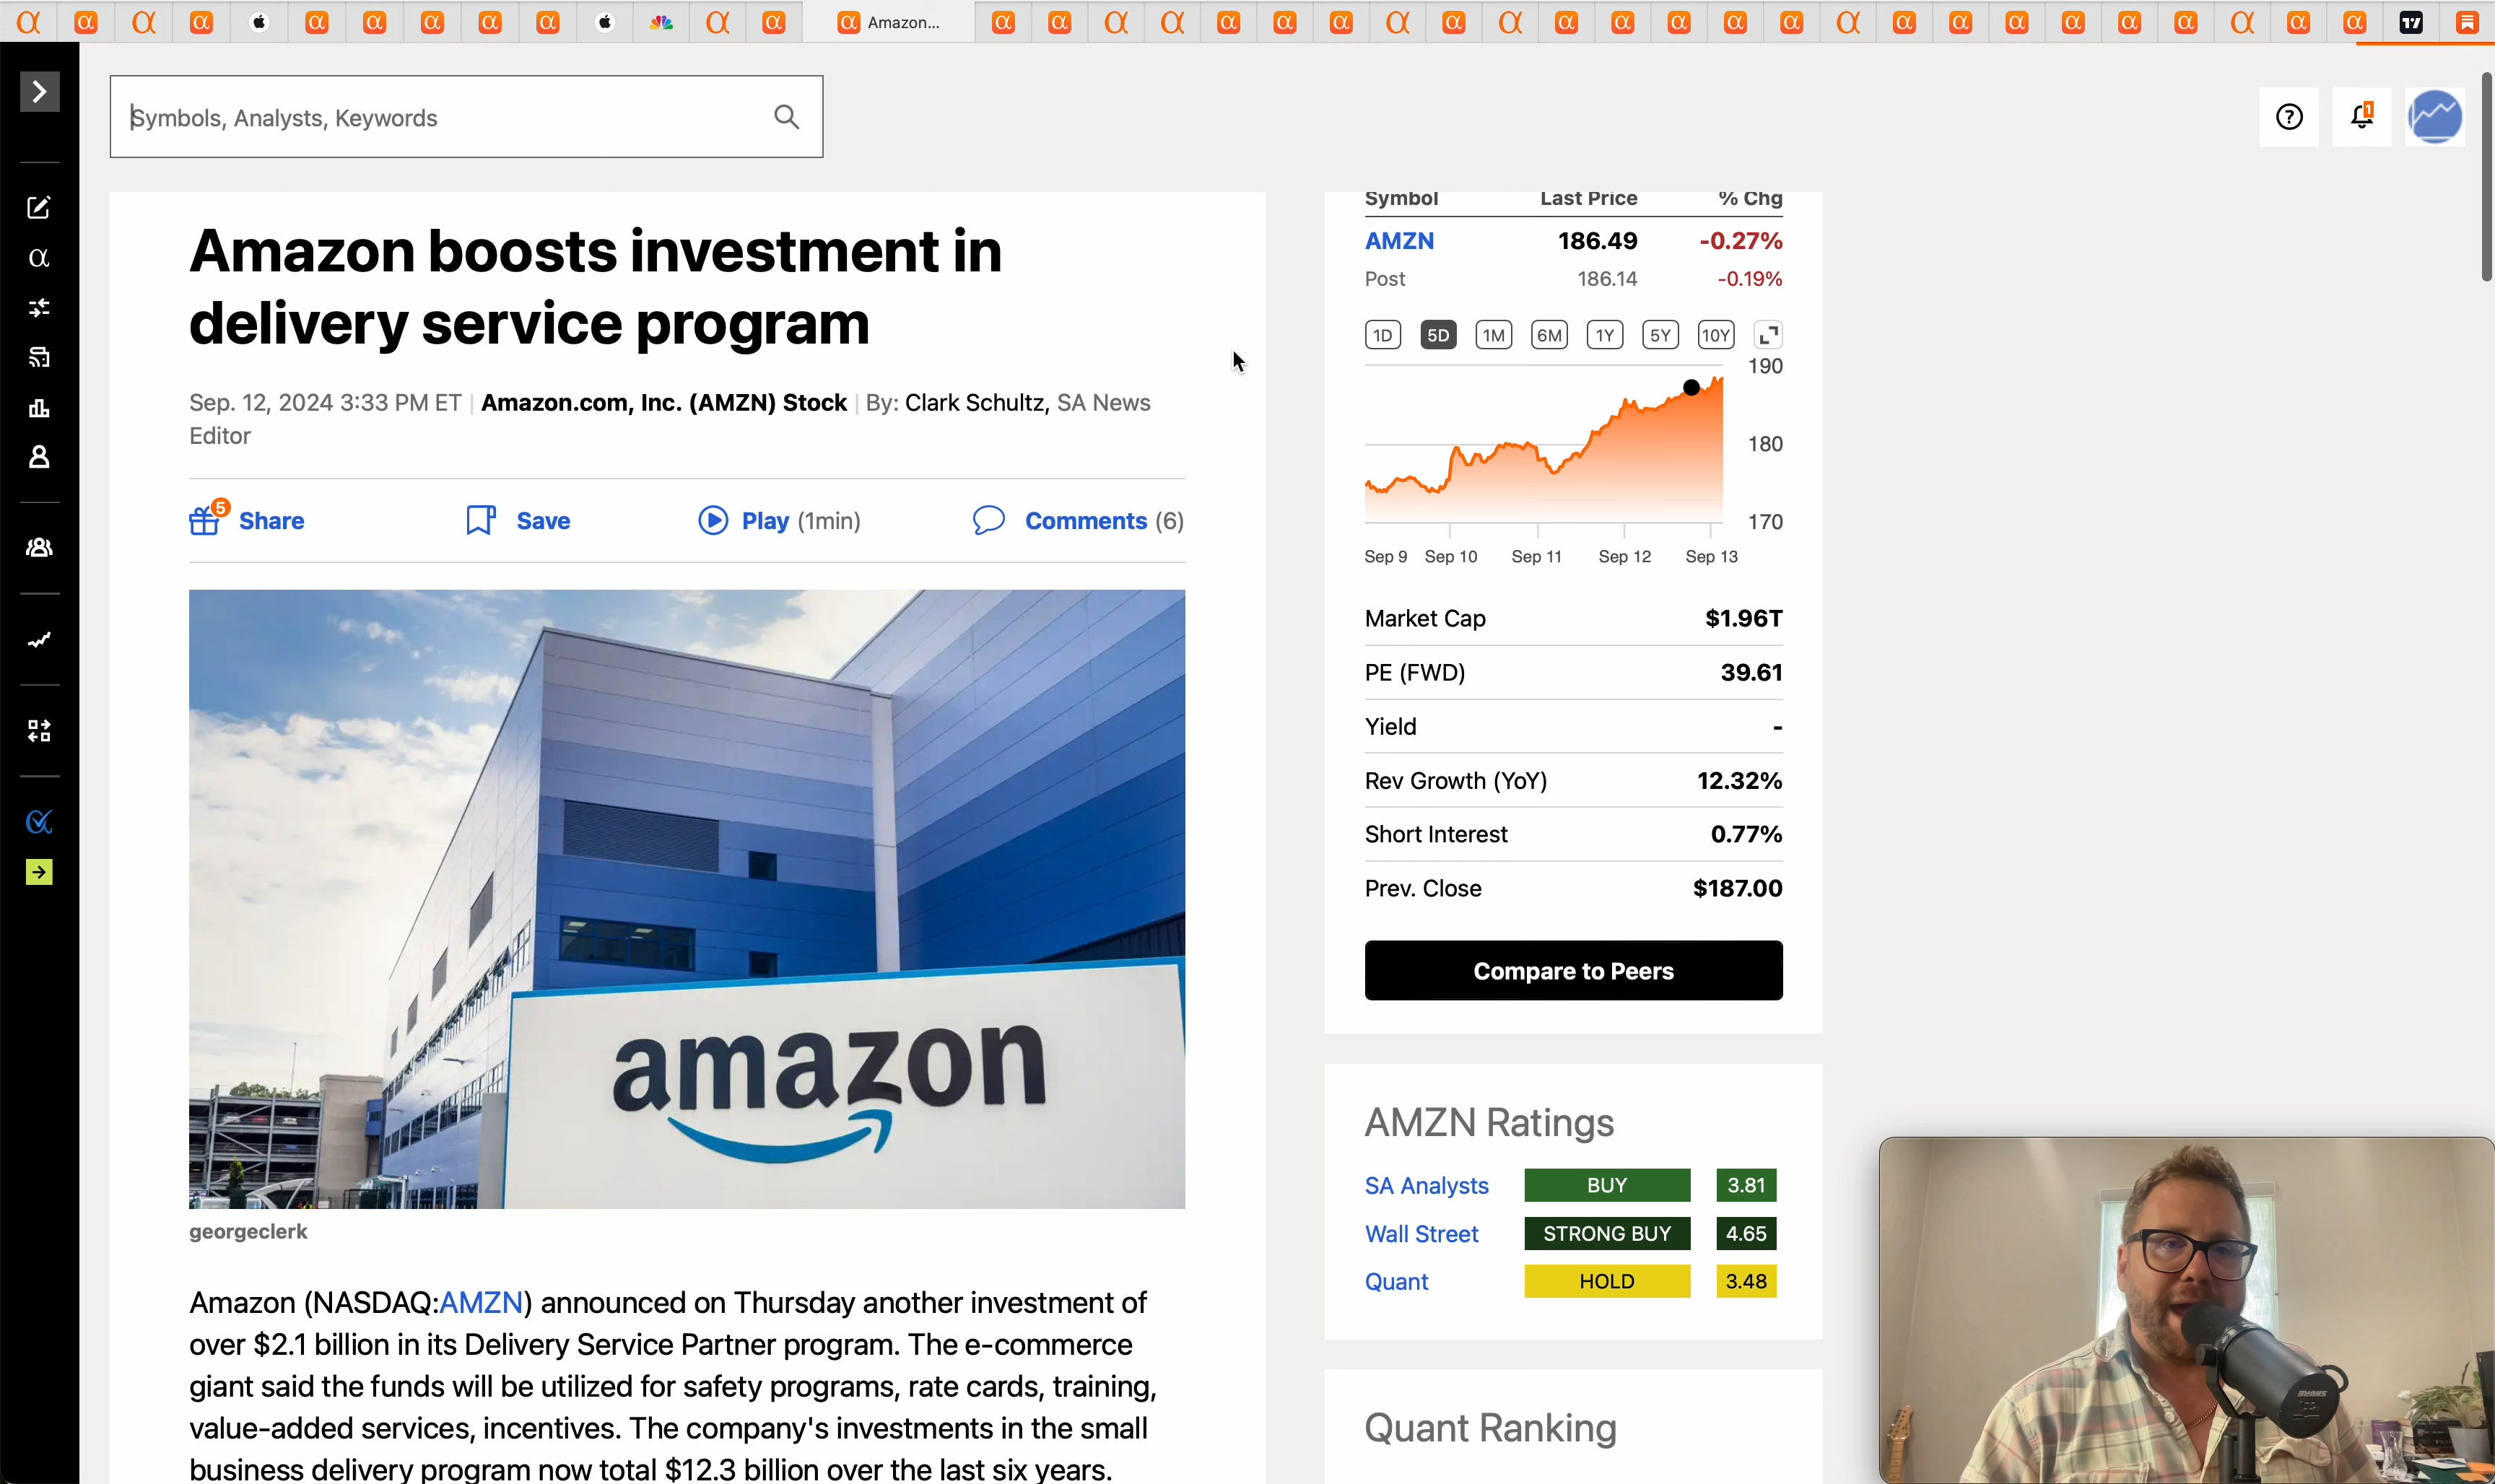 Amazon...
Symbols, Analysts, Keywords
1
Amazon boosts investment in
delivery service program
Sep. 12, 2024 3:33 PM ET | Amazon.com, Inc. (AMZN) Stock | By: Clark Schultz, SA News
Editor
5 Share Save Play (1min) Comments (6)
amazon
georgeclerk
Amazon (NASDAQ:AMZN) announced on Thursday another investment of
over $2.1 billion in its Delivery Service Partner program. The e-commerce
giant said the funds will be utilized for safety programs, rate cards, training,
value-added services, incentives. The company's investments in the small
business delivery program now total $12.3 billion over the last six years.
Symbol Last Price % Chg
AMZN 186.49 -0.27%
Post 186.14 -0.19%
1D 5D 1M 6M 1Y 5Y 10Y
190
180
170
Sep 9 Sep 10 Sep 11 Sep 12 Sep 13
Market Cap $1.96T
PE (FWD) 39.61
Yield -
Rev Growth (YoY) 12.32%
Short Interest 0.77%
Prev. Close $187.00
Compare to Peers
AMZN Ratings
SA Analysts BUY 3.81
Wall Street STRONG BUY 4.65
Quant HOLD 3.48
Quant Ranking
SHURE